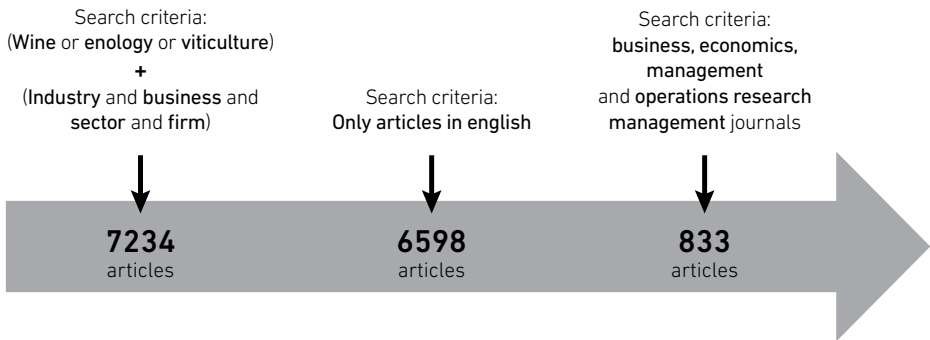 Search criteria:
(Wine or enology or viticulture)
+
(Industry and business and
sector and firm)
7234
articles
Search criteria:
Only articles in english
6598
articles
Search criteria:
business, economics,
management
and operations research
management journals
833
articles